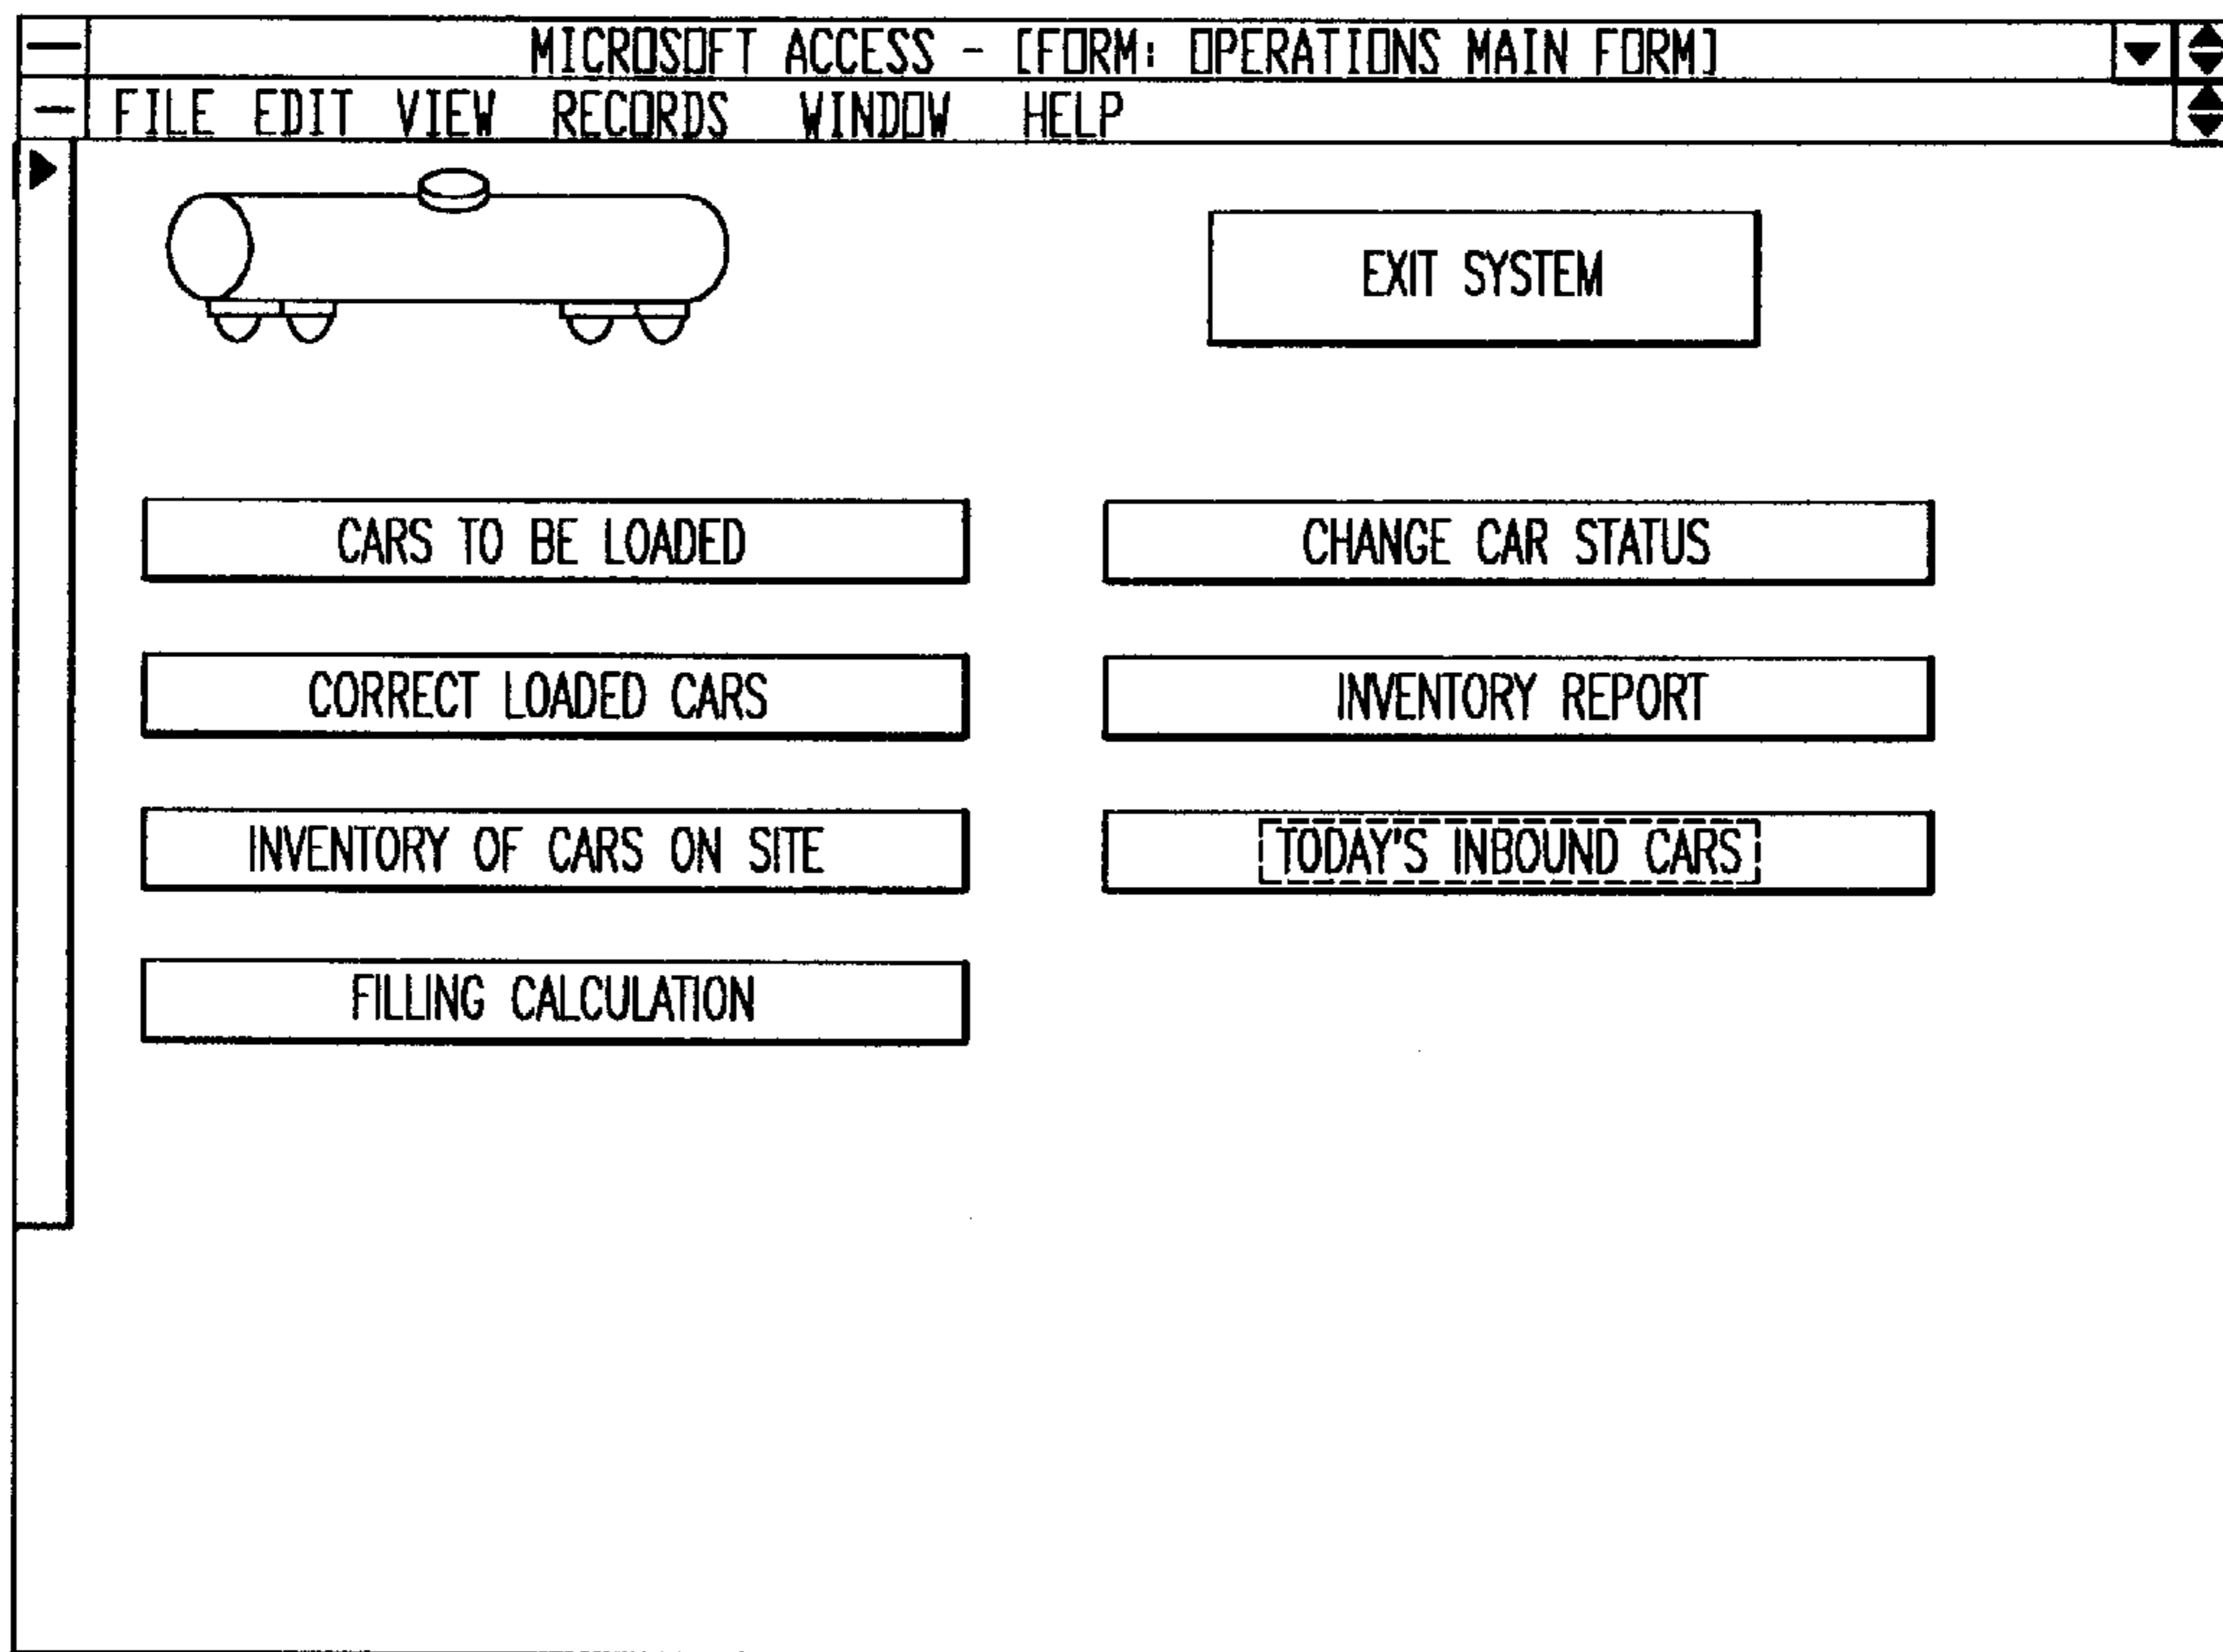 MICROSOFT ACCESS - [FORM: OPERATIONS MAIN FORM]
FILE EDIT VIEW RECORDS WINDOW HELP
EXIT SYSTEM
CARS TO BE LOADED
CHANGE CAR STATUS
CORRECT LOADED CARS
INVENTORY REPORT
INVENTORY OF CARS ON SITE
TODAY'S INBOUND CARS
FILLING CALCULATION